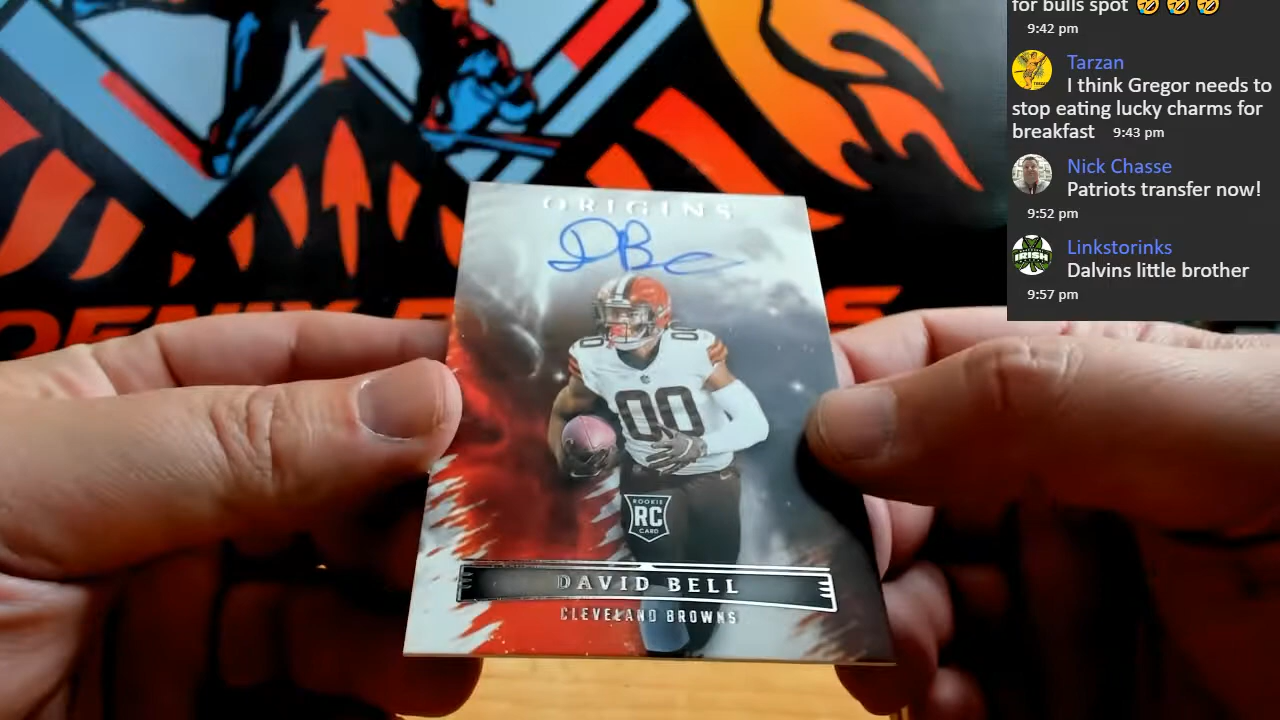 for bulls spot 🤣🤣🤣
9:42 pm
Tarzan
I think Gregor needs to
stop eating lucky charms for
breakfast 9:43 pm
Nick Chasse
Patriots transfer now!
9:52 pm
Linkstorinks
IRISH
Dalvins little brother
9:57 pm
ORIGINS
00
ROOKIE
RC
CARD
DAVID BELL
CLEVELAND BROWNS